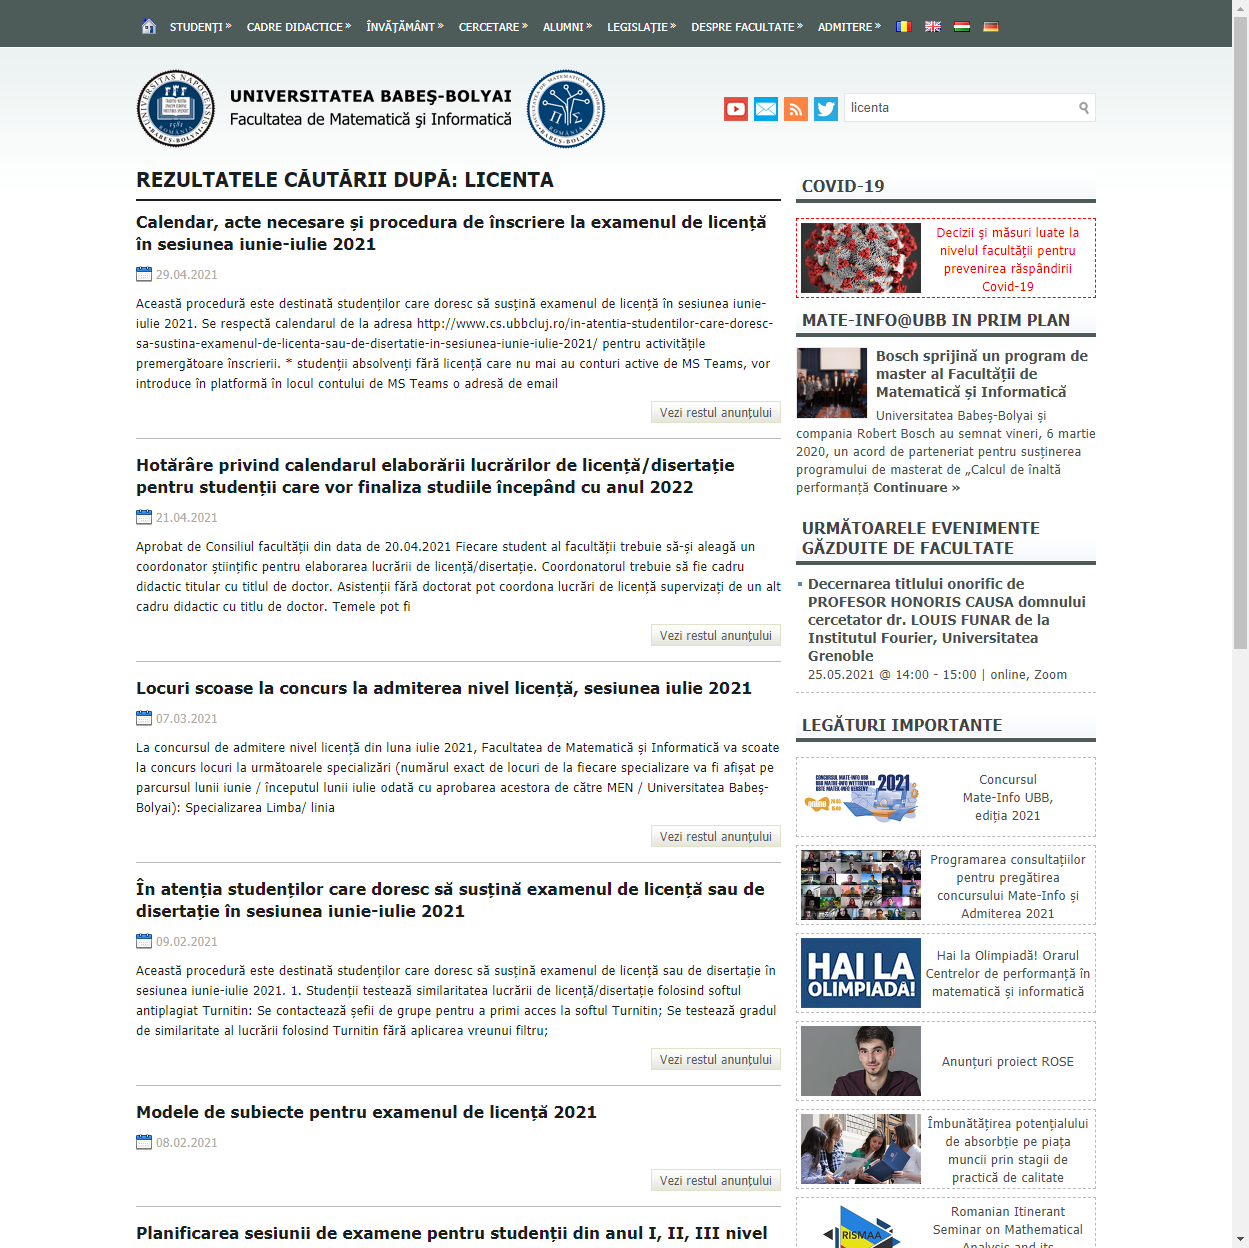 STUDENȚI » CADRE DIDACTICE » ÎNVĂȚĂMÂNT » CERCETARE » ALUMNI » LEGISLAȚIE » DESPRE FACULTATE » ADMITERE »
UNIVERSITATEA BABEŞ-BOLYAI
Facultatea de Matematică şi Informatică
licenta
REZULTATELE CĂUTĂRII DUPĂ: LICENTA
Calendar, acte necesare și procedura de înscriere la examenul de licență
în sesiunea iunie-iulie 2021
29.04.2021
Această procedură este destinată studenților care doresc să susțină examenul de licență în sesiunea iunie-
iulie 2021. Se respectă calendarul de la adresa http://www.cs.ubbcluj.ro/in-atentia-studentilor-care-doresc-
sa-sustina-examenul-de-licenta-sau-de-disertatie-in-sesiunea-iunie-iulie-2021/ pentru activitățile
premergătoare înscrierii. * studenții absolvenți fără licență care nu mai au conturi active de MS Teams, vor
introduce în platformă în locul contului de MS Teams o adresă de email
Vezi restul anunțului
Hotărâre privind calendarul elaborării lucrărilor de licență/disertație
pentru studenții care vor finaliza studiile începând cu anul 2022
21.04.2021
Aprobat de Consiliul facultății din data de 20.04.2021 Fiecare student al facultății trebuie să-și aleagă un
coordonator științific pentru elaborarea lucrării de licență/disertație. Coordonatorul trebuie să fie cadru
didactic titular cu titlul de doctor. Asistenții fără doctorat pot coordona lucrări de licență supervizați de un alt
cadru didactic cu titlu de doctor. Temele pot fi
Vezi restul anunțului
Locuri scoase la concurs la admiterea nivel licență, sesiunea iulie 2021
07.03.2021
La concursul de admitere nivel licență din luna iulie 2021, Facultatea de Matematică și Informatică va scoate
la concurs locuri la următoarele specializări (numărul exact de locuri de la fiecare specializare va fi afișat pe
parcursul lunii iunie / începutul lunii iulie odată cu aprobarea acestora de către MEN / Universitatea Babeș-
Bolyai): Specializarea Limba/ linia
Vezi restul anunțului
În atenția studenților care doresc să susțină examenul de licență sau de
disertație în sesiunea iunie-iulie 2021
09.02.2021
Această procedură este destinată studenților care doresc să susțină examenul de licență sau de disertație în
sesiunea iunie-iulie 2021. 1. Studenții testează similaritatea lucrării de licență/disertație folosind softul
antiplagiat Turnitin: Se contactează șefii de grupe pentru a primi acces la softul Turnitin; Se testează gradul
de similaritate al lucrării folosind Turnitin fără aplicarea vreunui filtru;
Vezi restul anunțului
Modele de subiecte pentru examenul de licență 2021
08.02.2021
Vezi restul anunțului
Planificarea sesiunii de examene pentru studenții din anul I, II, III nivel
COVID-19
Decizii și măsuri luate la
nivelul facultății pentru
prevenirea răspândirii
Covid-19
MATE-INFO@UBB IN PRIM PLAN
Bosch sprijină un program de
master al Facultății de
Matematică și Informatică
Universitatea Babeș-Bolyai și
compania Robert Bosch au semnat vineri, 6 martie
2020, un acord de parteneriat pentru susținerea
programului de masterat de „Calcul de înaltă
performanță Continuare »
URMĂTOARELE EVENIMENTE
GĂZDUITE DE FACULTATE
Decernarea titlului onorific de
PROFESOR HONORIS CAUSA domnului
cercetator dr. LOUIS FUNAR de la
Institutul Fourier, Universitatea
Grenoble
25.05.2021 @ 14:00 - 15:00 | online, Zoom
LEGĂTURI IMPORTANTE
2021
Concursul
Mate-Info UBB,
ediția 2021
Programarea consultațiilor
pentru pregătirea
concursului Mate-Info și
Admiterea 2021
HAI LA
OLIMPIADĂ!
Hai la Olimpiadă! Orarul
Centrelor de performanță în
matematică și informatică
Anunțuri proiect ROSE
Îmbunătățirea potențialului
de absorbție pe piața
muncii prin stagii de
practică de calitate
RISMAA
Romanian Itinerant
Seminar on Mathematical
Analysis and its